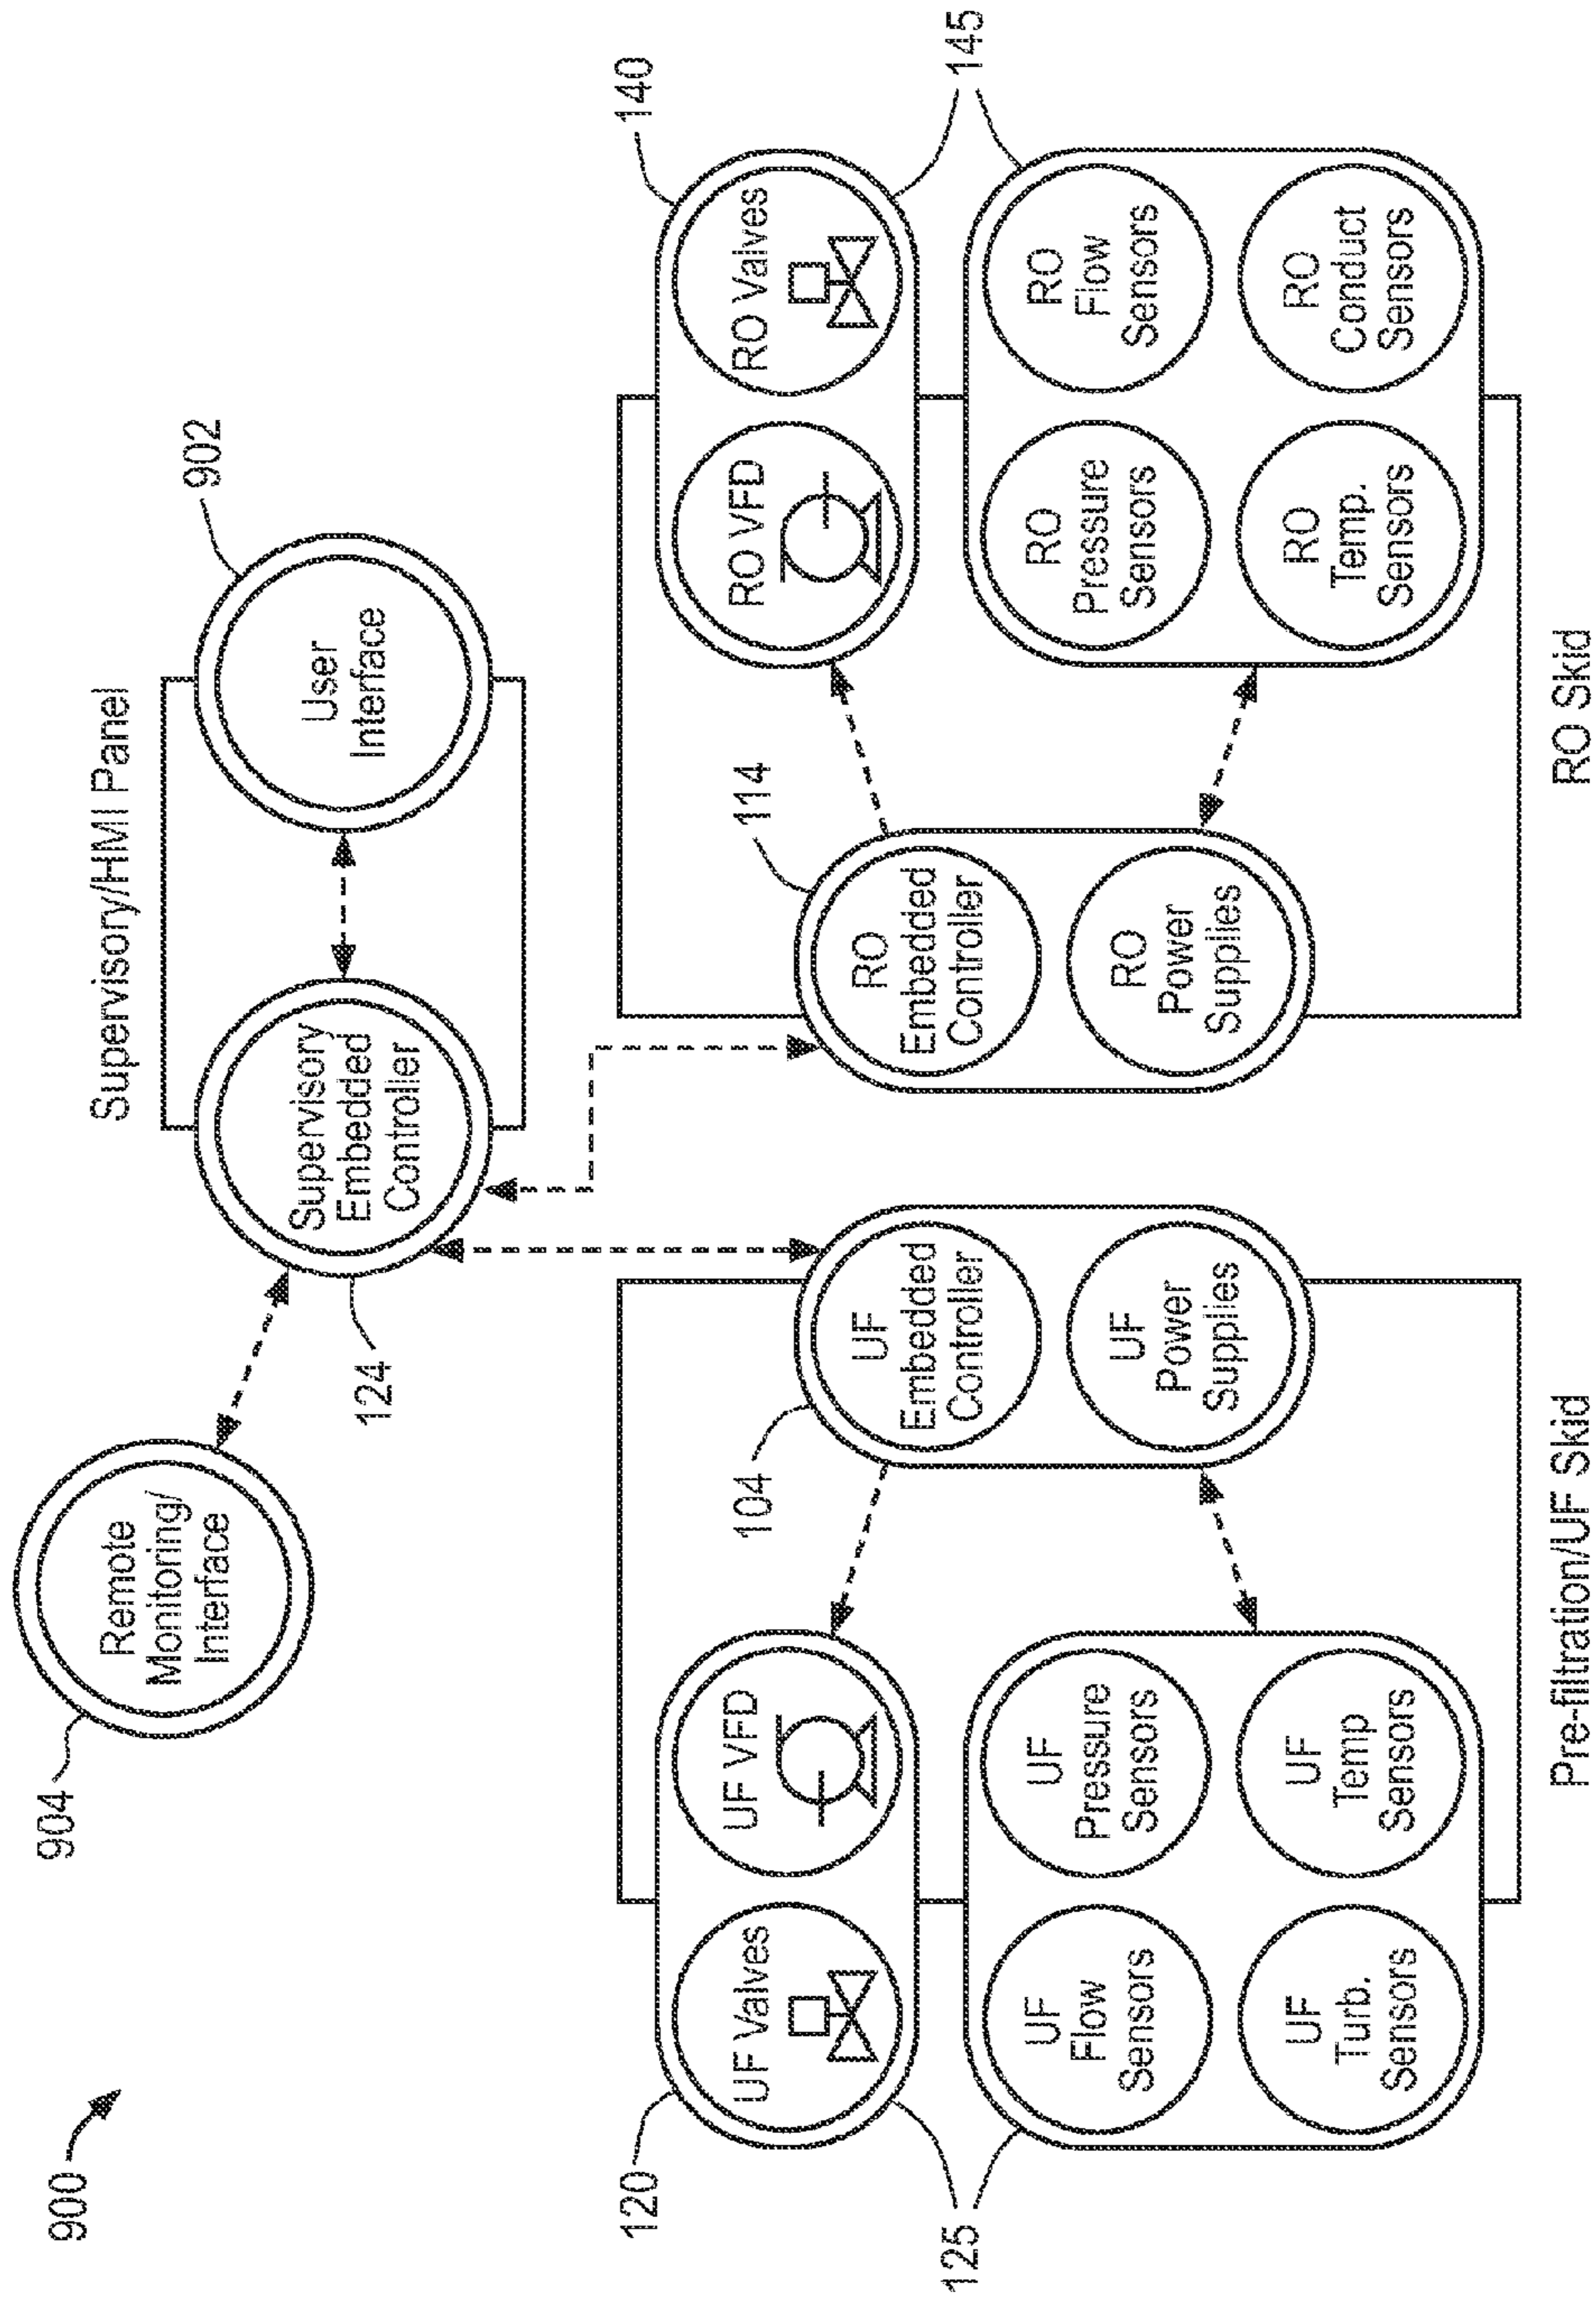 900
904
Remote
Monitoring/
Interface
124
Supervisory/HMI Panel
Supervisory
Embedded
Controller
User
Interface
902
120
UF Valves
UF VFD
125
UF
Flow
Sensors
UF
Pressure
Sensors
UF
Turb.
Sensors
UF
Temp
Sensors
104
UF
Embedded
Controller
UF
Power
Supplies
Pre-filtration/UF Skid
114
RO
Embedded
Controller
RO
Power
Supplies
140
RO VFD
RO Valves
145
RO
Pressure
Sensors
RO
Flow
Sensors
RO
Temp.
Sensors
RO
Conduct
Sensors
RO Skid